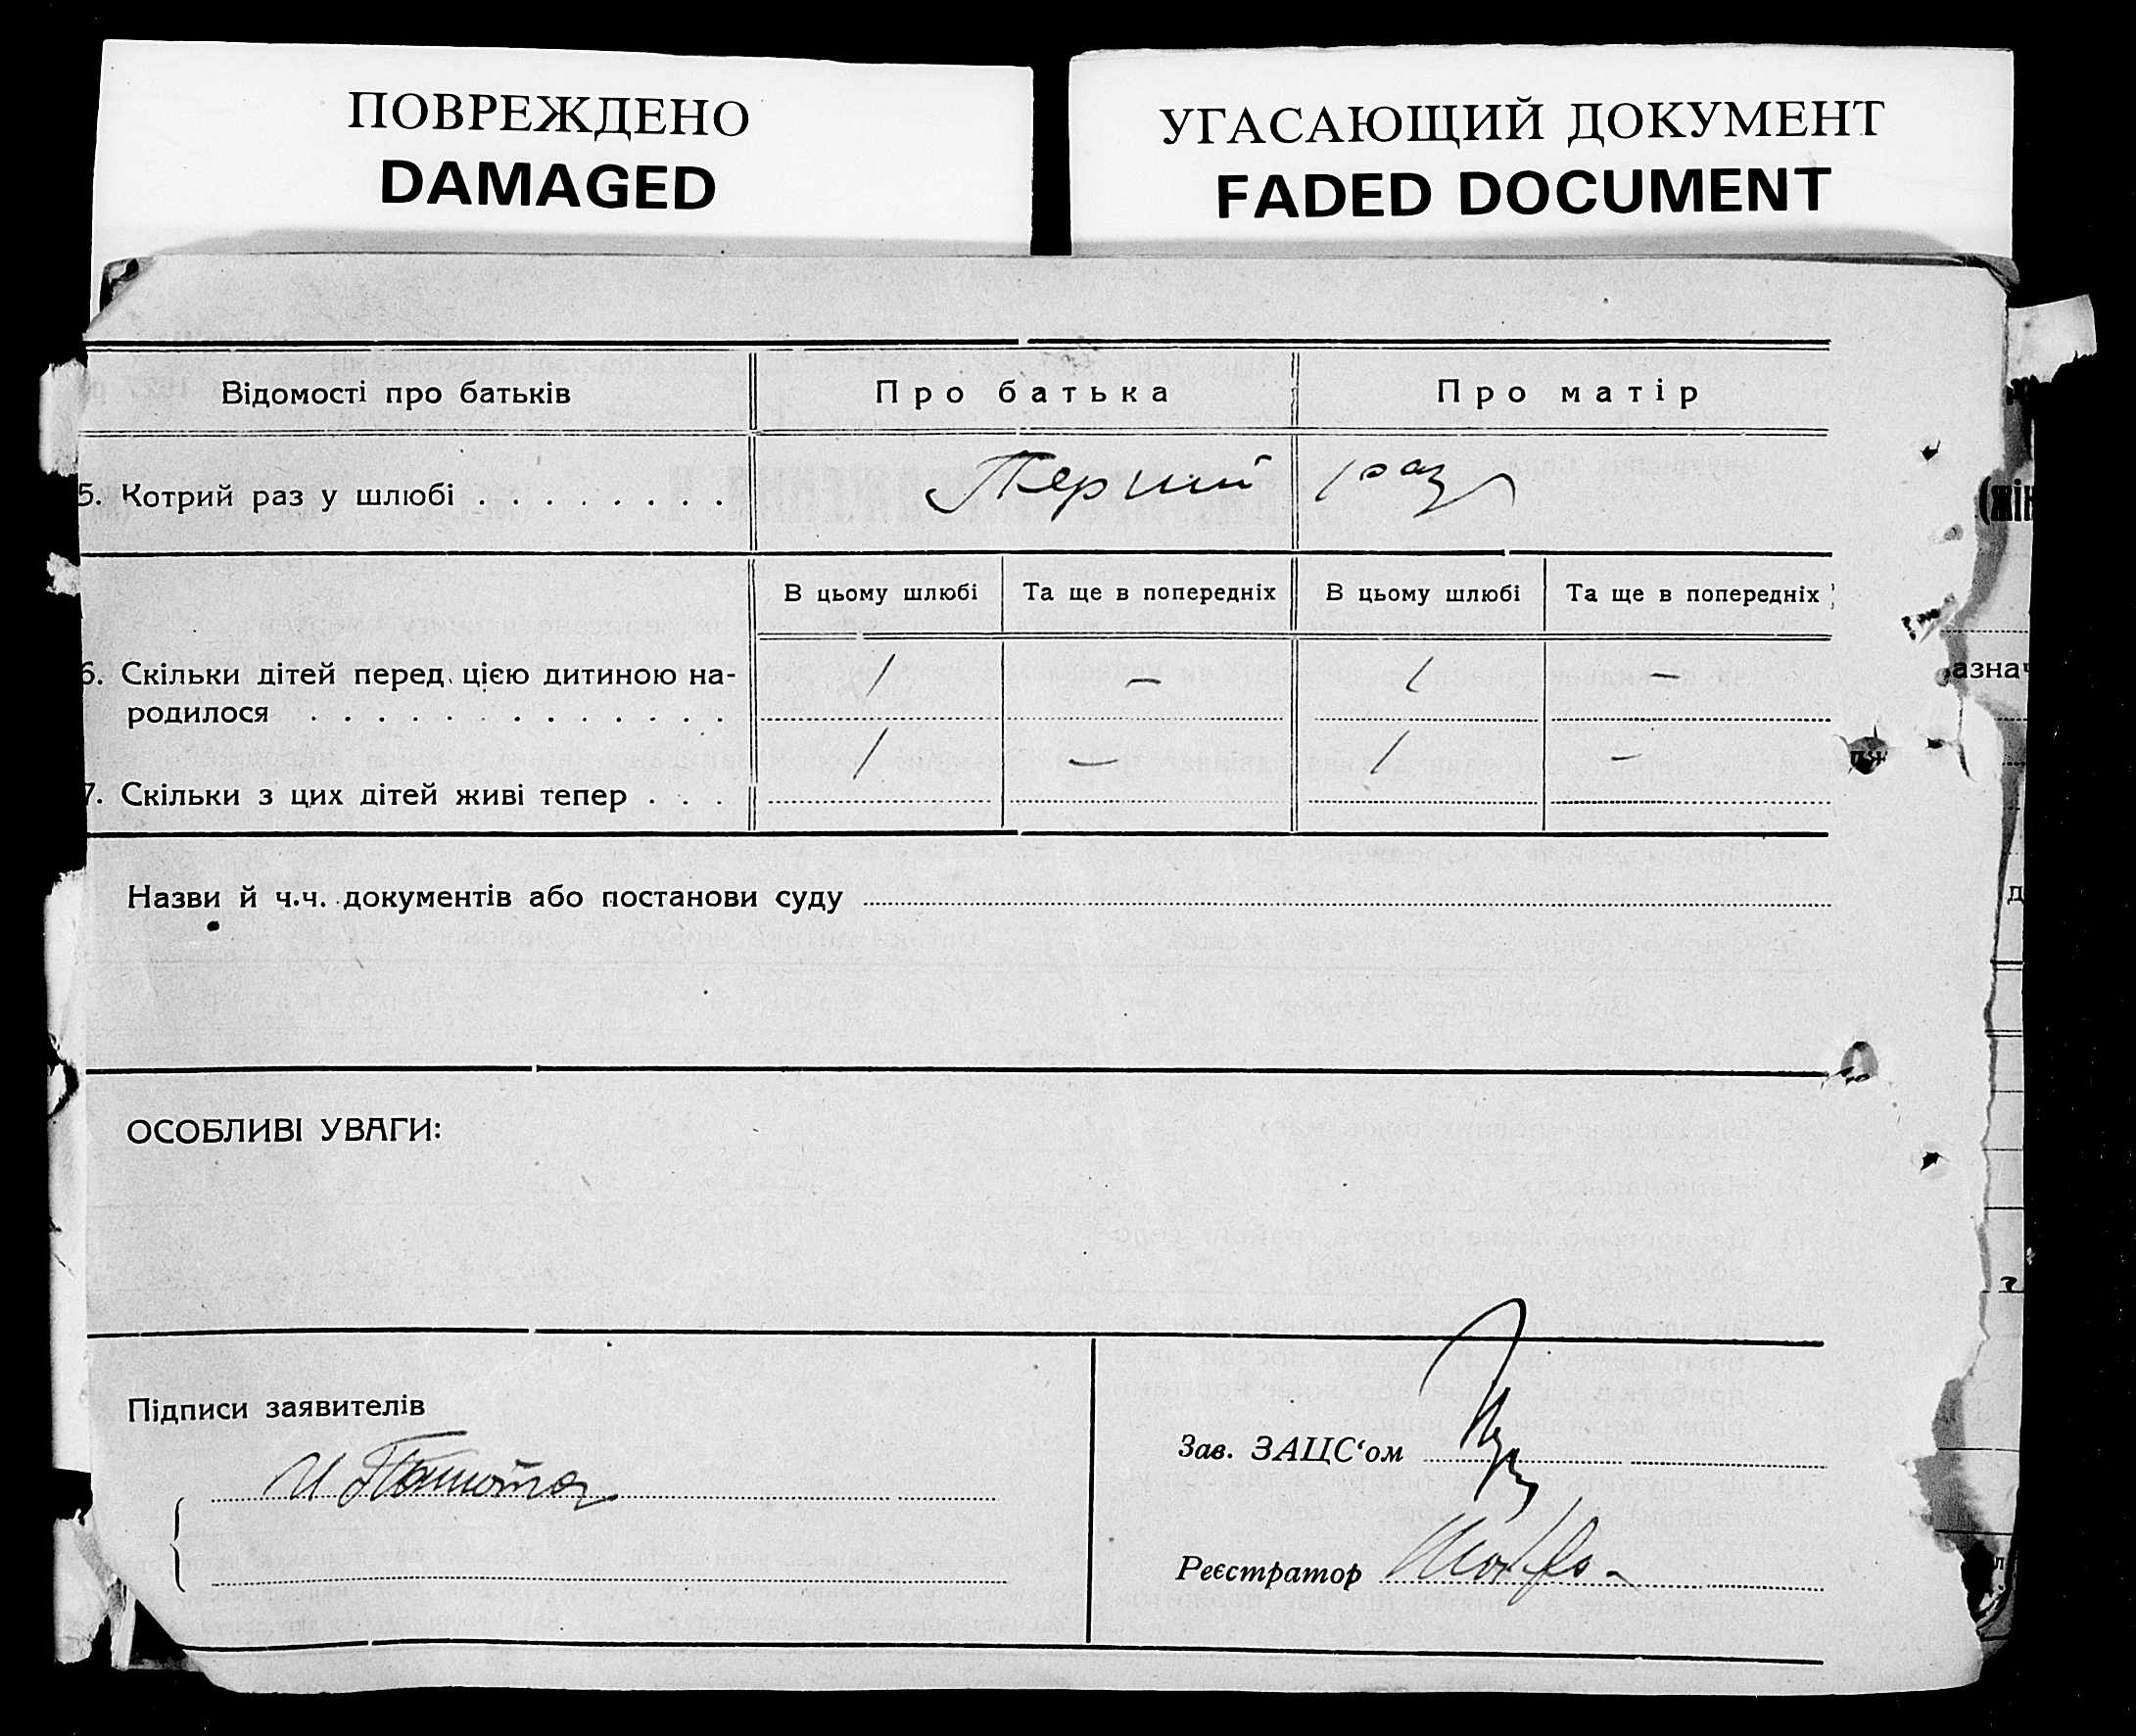 ПОВРЕЖДЕНО
DAMAGED
УГАСАЮЩИЙ ДОКУМЕНТ
FADED DOCUMENT
Відомості про батьків
Про батька
Про матір
5. Котрий раз у шлюбі . . . . . . . .
Перший раз
В цьому шлюбі
Та ще в попередніх
В цьому шлюбі
Та ще в попередніх
6. Скільки дітей перед цією дитиною на-
родилося . . . . . . . . . . . . .
1 — 1 —
7. Скільки з цих дітей живі тепер . . .
1 — 1 —
Назви й ч.ч. документів або постанови суду
ОСОБЛИВІ УВАГИ:
Підписи заявителів
Зав. ЗАЦС‘ом
Реєстратор
(жін
азнач